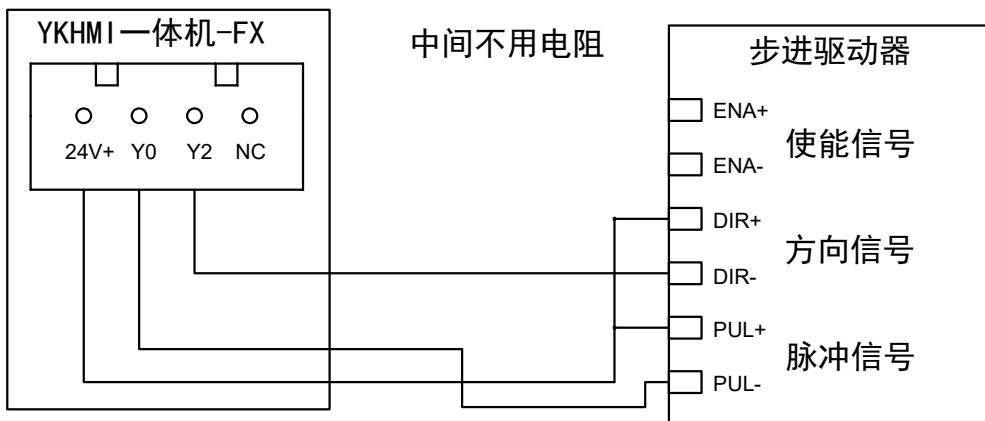 YKHMI一体机-FX
24V+ Y0 Y2 NC
中间不用电阻
步进驱动器
ENA+
使能信号
ENA-
DIR+
方向信号
DIR-
PUL+
脉冲信号
PUL-